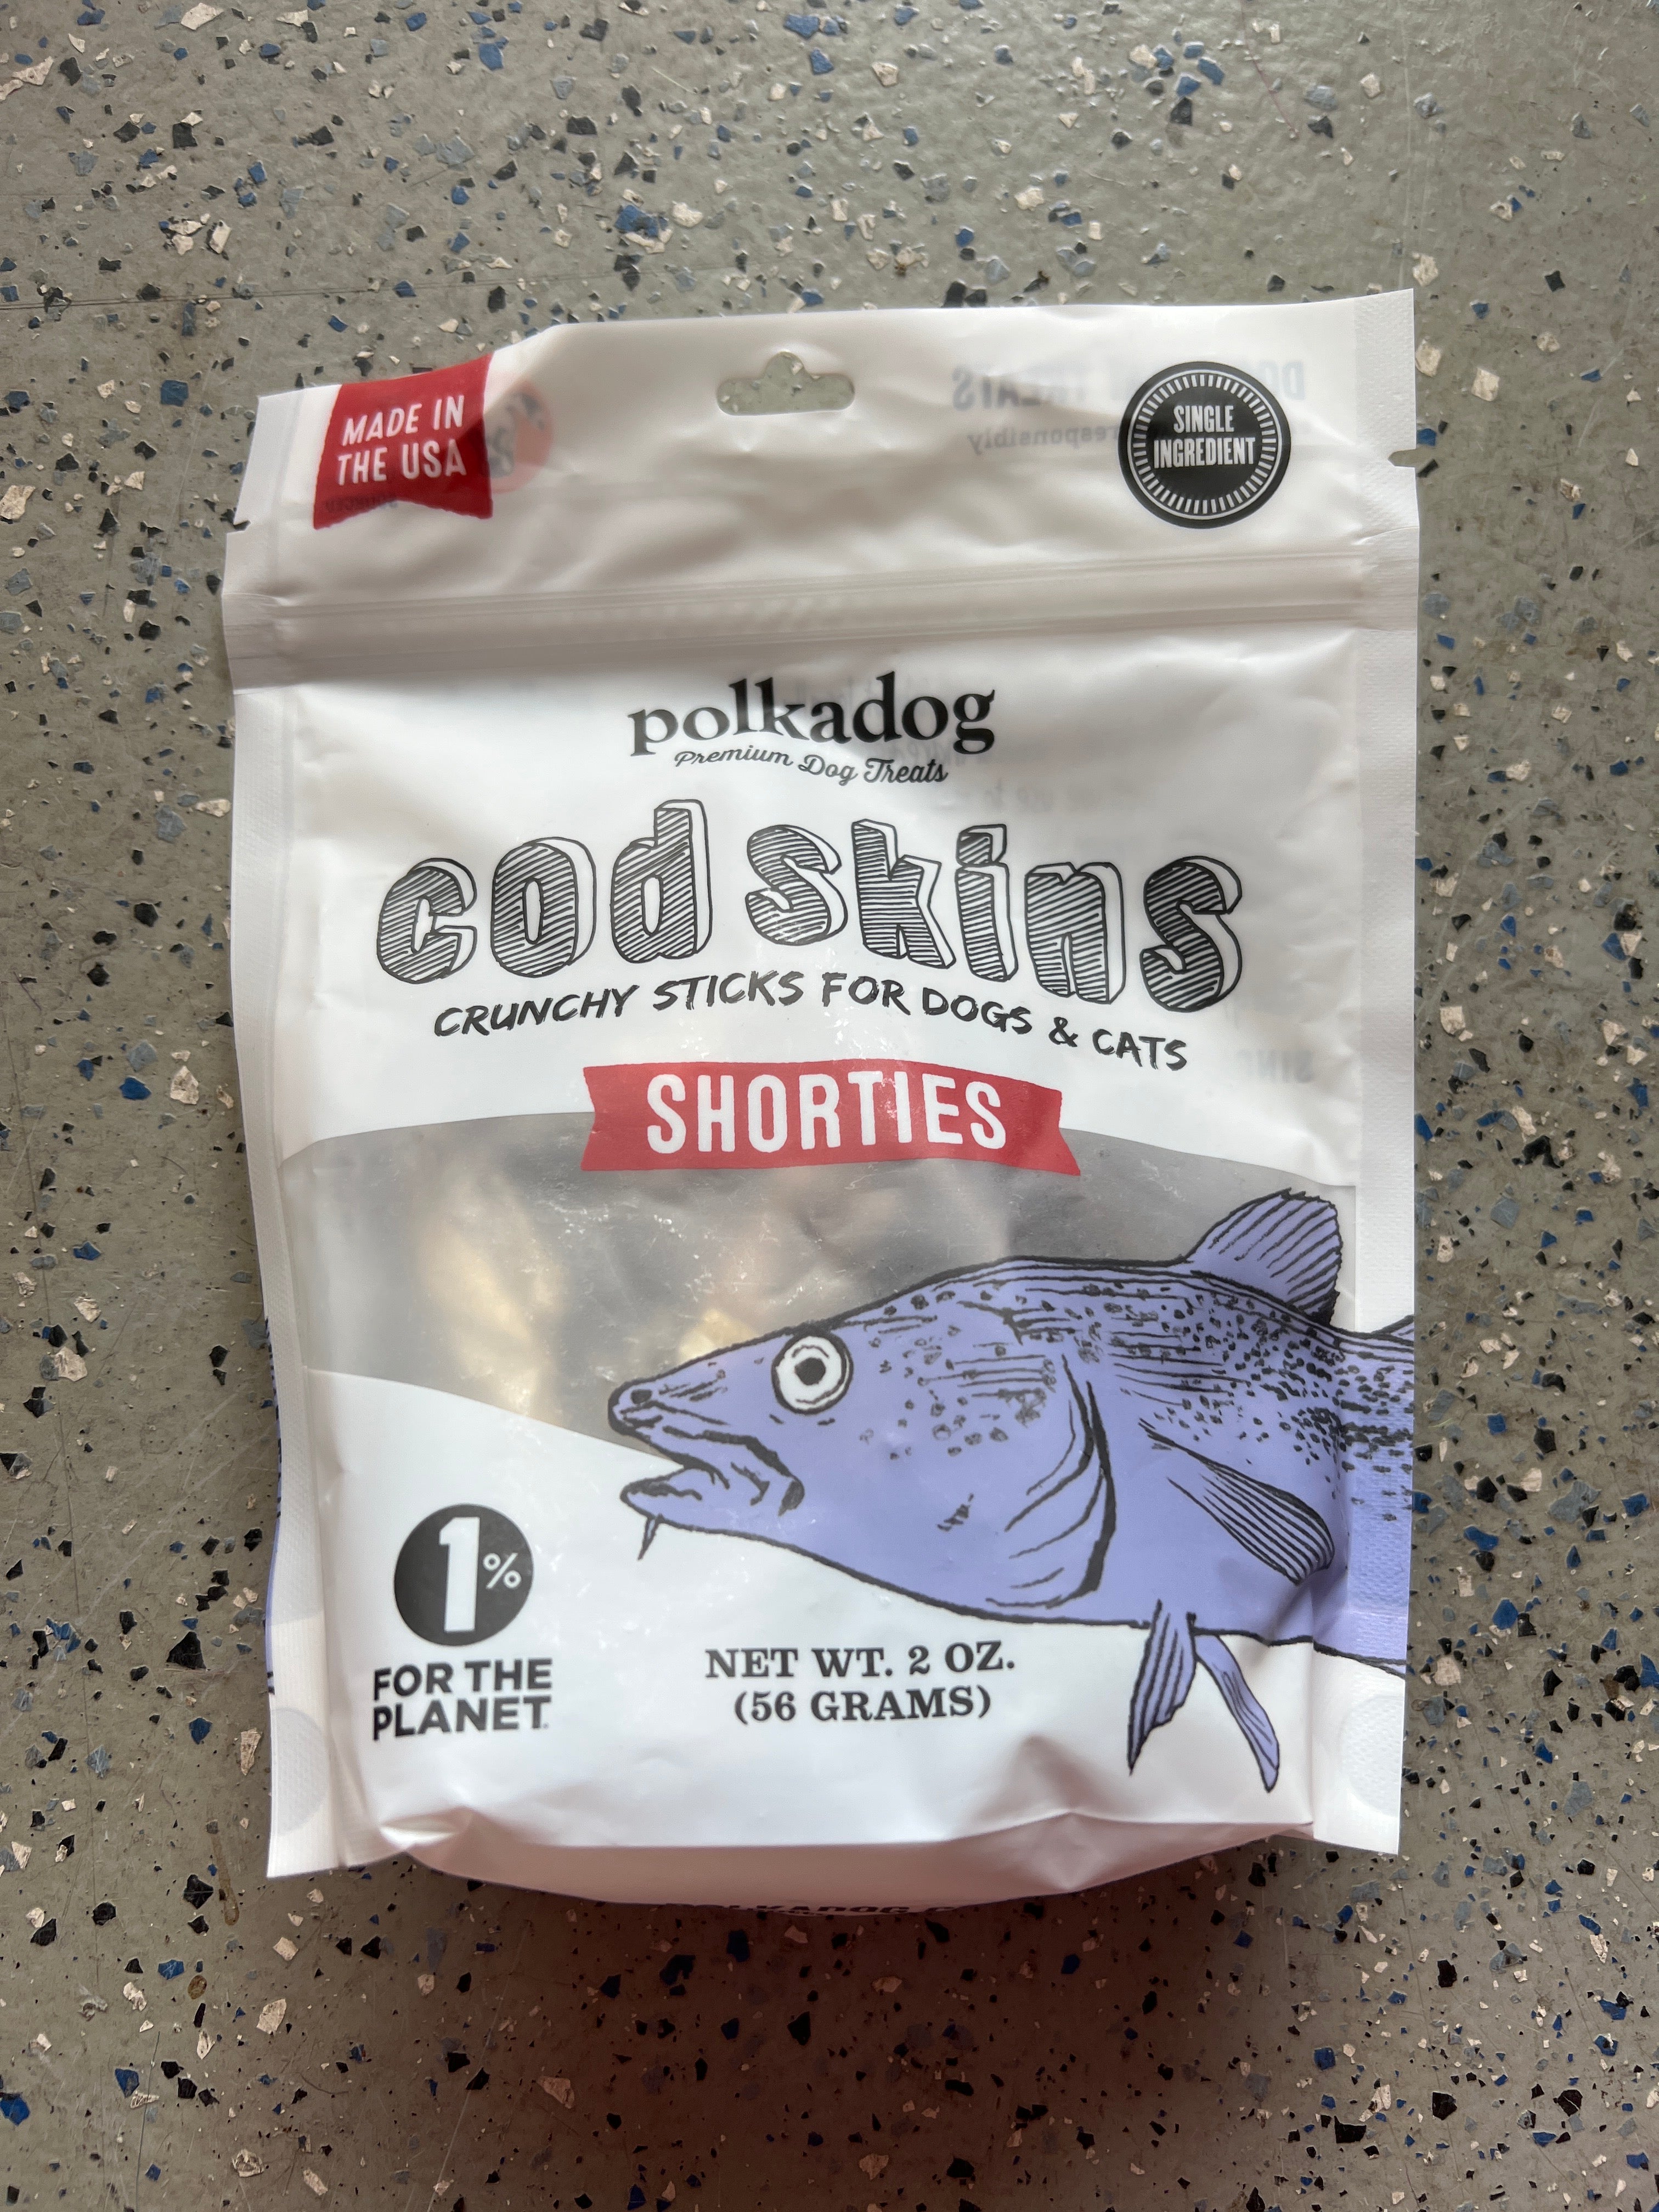 MADE IN
THE USA
SINGLE
INGREDIENT
polkadog
Premium Dog Treats
cod skins
CRUNCHY STICKS FOR DOGS & CATS
SHORTIES
1%
FOR THE
PLANET
NET WT. 2 OZ.
(56 GRAMS)